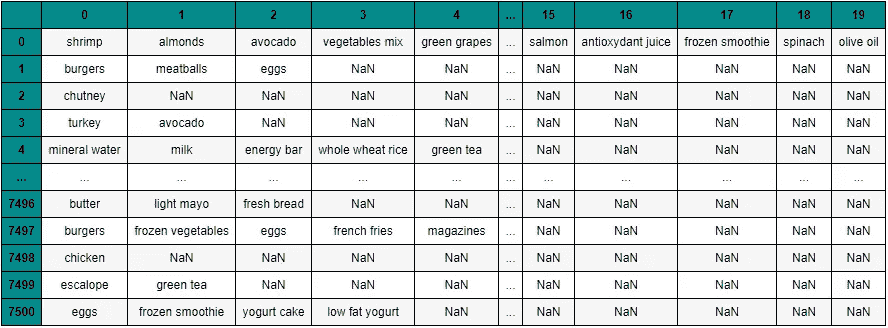 0 1 2 3 4 ... 15 16 17 18 19
0 shrimp almonds avocado vegetables mix green grapes ... salmon antioxydant juice frozen smoothie spinach olive oil
1 burgers meatballs eggs NaN NaN ... NaN NaN NaN NaN NaN
2 chutney NaN NaN NaN NaN ... NaN NaN NaN NaN NaN
3 turkey avocado NaN NaN NaN ... NaN NaN NaN NaN NaN
4 mineral water milk energy bar whole wheat rice green tea ... NaN NaN NaN NaN NaN
... ... ... ... ... ... ... ... ... ... ... ...
7496 butter light mayo fresh bread NaN NaN ... NaN NaN NaN NaN NaN
7497 burgers frozen vegetables eggs french fries magazines ... NaN NaN NaN NaN NaN
7498 chicken NaN NaN NaN NaN ... NaN NaN NaN NaN NaN
7499 escalope green tea NaN NaN NaN ... NaN NaN NaN NaN NaN
7500 eggs frozen smoothie yogurt cake low fat yogurt NaN ... NaN NaN NaN NaN NaN